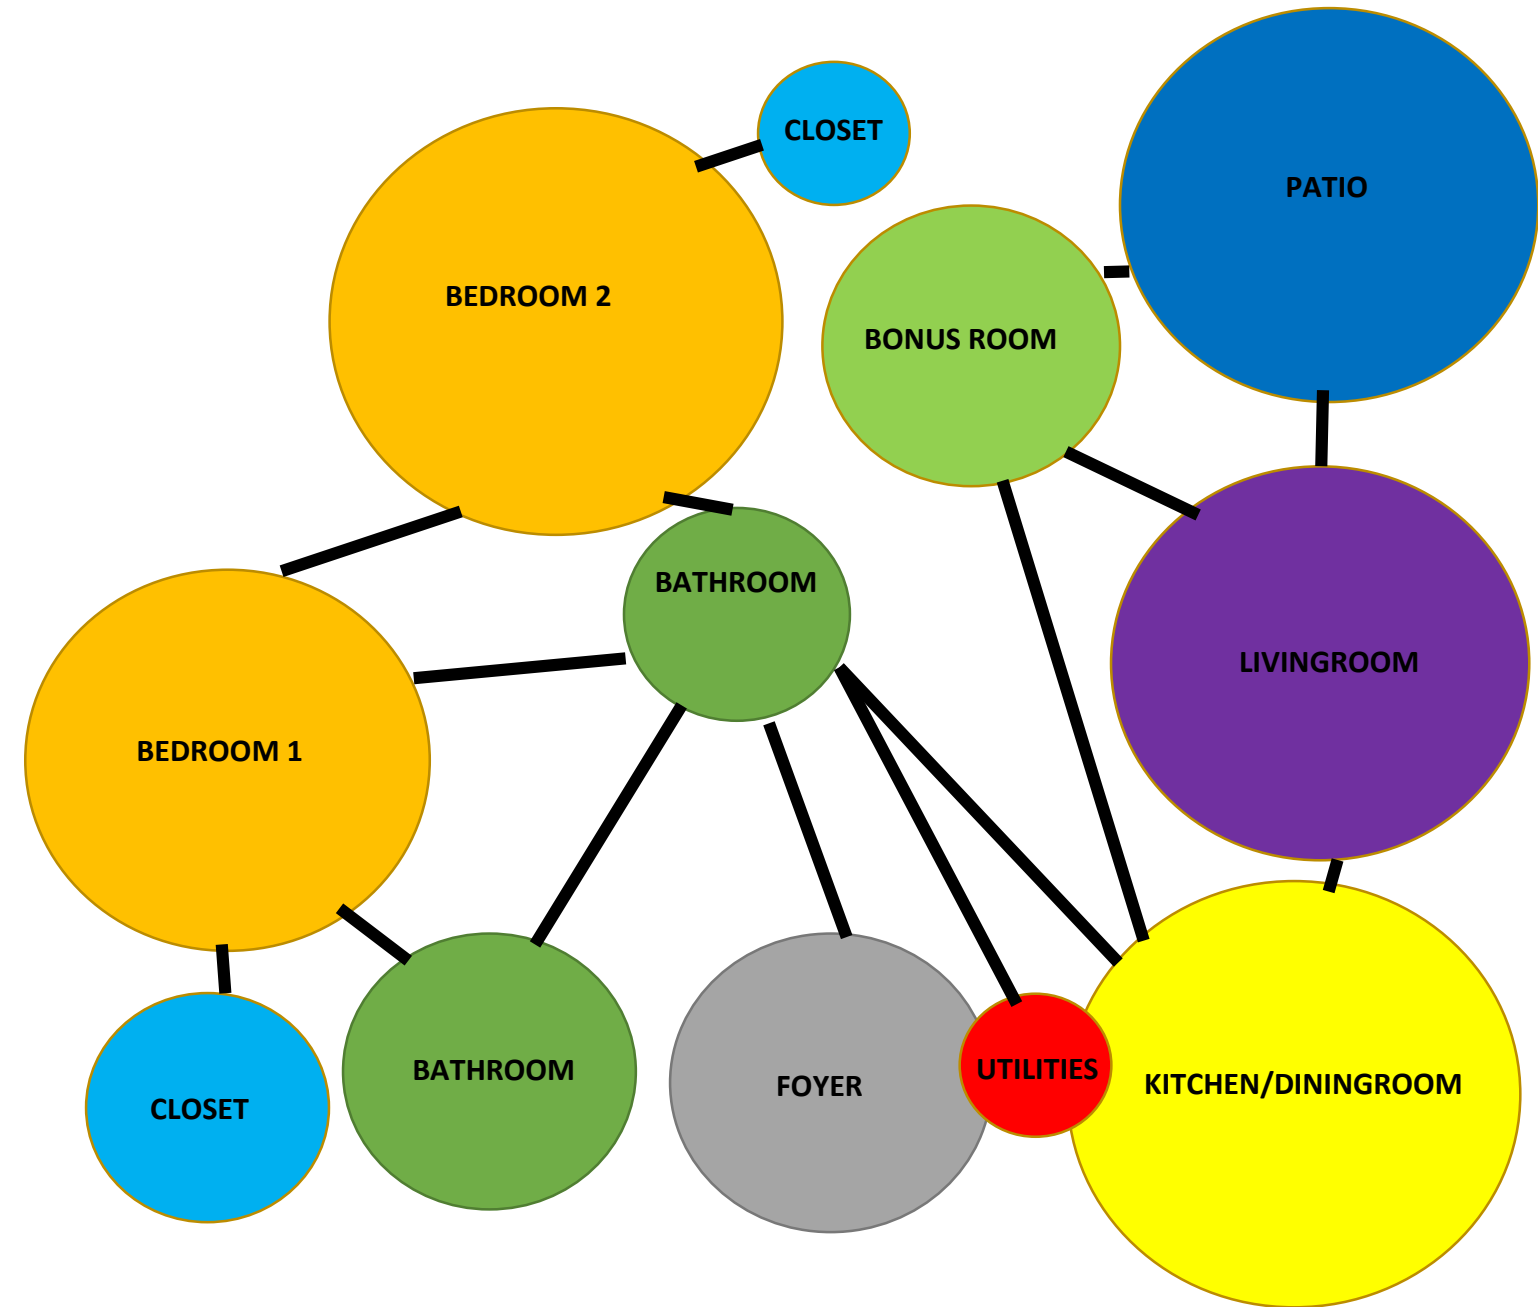 CLOSET
PATIO
BEDROOM 2
BONUS ROOM
BATHROOM
LIVINGROOM
BEDROOM 1
CLOSET
BATHROOM
FOYER
UTILITIES
KITCHEN/DININGROOM